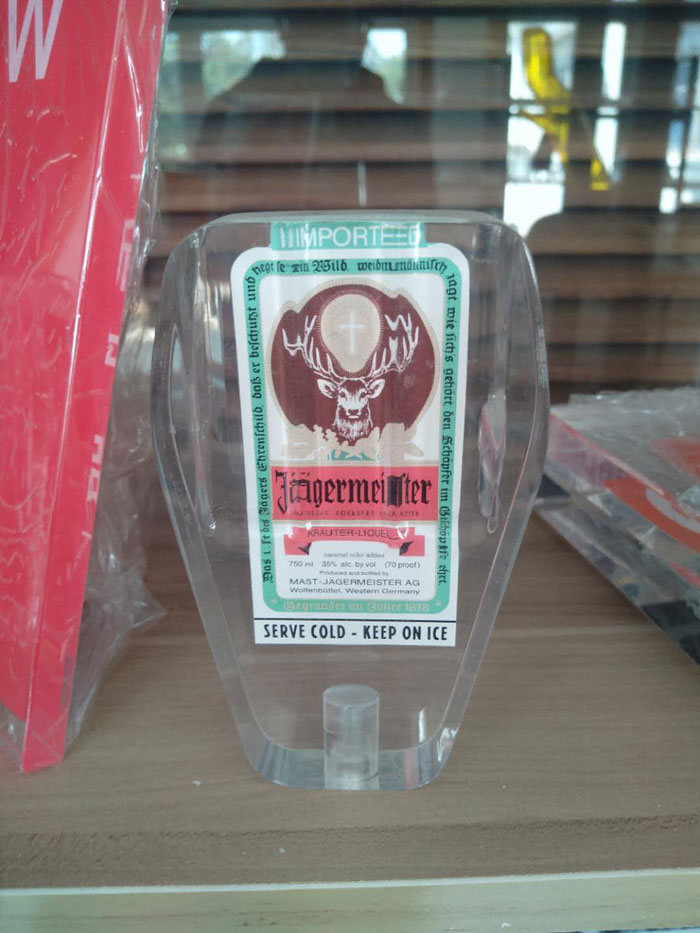 W
IMPORTED
Das ist des Jägers Ehrenschild, daß er beschützt und
hegt sein Wild, weidmännisch jagt, wie sich's gehört, den Schöpfer im Geschöpfe ehrt.
Jägermeister
KRÄUTER-LIQUEUR
caramel color added
750 ml 35% alc. by vol. (70 proof)
Produced and bottled by
MAST-JÄGERMEISTER AG
Wolfenbüttel, Western Germany
Gegründet im Jahre 1878
SERVE COLD - KEEP ON ICE